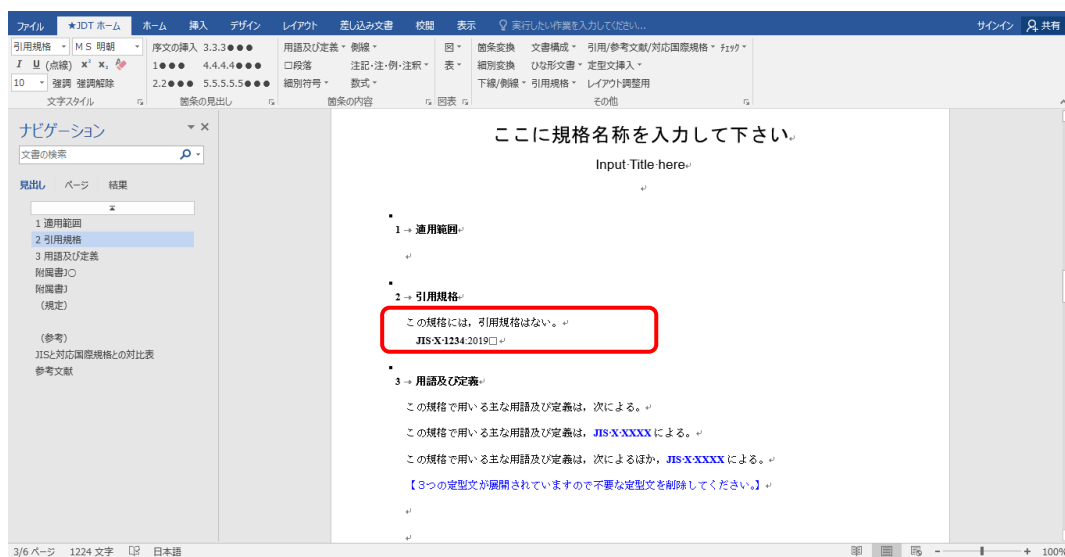 ファイル ★JDT ホーム ホーム 挿入 デザイン レイアウト 差し込み文書 校閲 表示 実行したい作業を入力してください... サインイン 共有
引用規格 ＭＳ 明朝 序文の挿入 3.3.3●●● 用語及び定義 側線 図 箇条変換 文書構成 引用/参考文献/対応国際規格 ﾁｪｯｸ
I U (点線) x² x₂ 1●●● 4.4.4.4●●● □段落 注記・注・例・注釈 表 細別変換 ひな形文書 定型文挿入
10 強調 強調解除 2.2●●● 5.5.5.5.5●●● 細別符号 数式 下線/側線 引用規格 レイアウト調整用
文字スタイル 箇条の見出し 箇条の内容 図表 その他
ナビゲーション
文書の検索
見出し ページ 結果
1 適用範囲
2 引用規格
3 用語及び定義
附属書J○
附属書J
(規定)
(参考)
JISと対応国際規格との対比表
参考文献
ここに規格名称を入力して下さい
Input Title here
1 → 適用範囲
2 → 引用規格
この規格には，引用規格はない。
JIS X 1234:2019□
3 → 用語及び定義
この規格で用いる主な用語及び定義は，次による。
この規格で用いる主な用語及び定義は，JIS X XXXX による。
この規格で用いる主な用語及び定義は，次によるほか，JIS X XXXX による。
【３つの定型文が展開されていますので不要な定型文を削除してください。】
3/6 ページ 1224 文字 日本語 100%